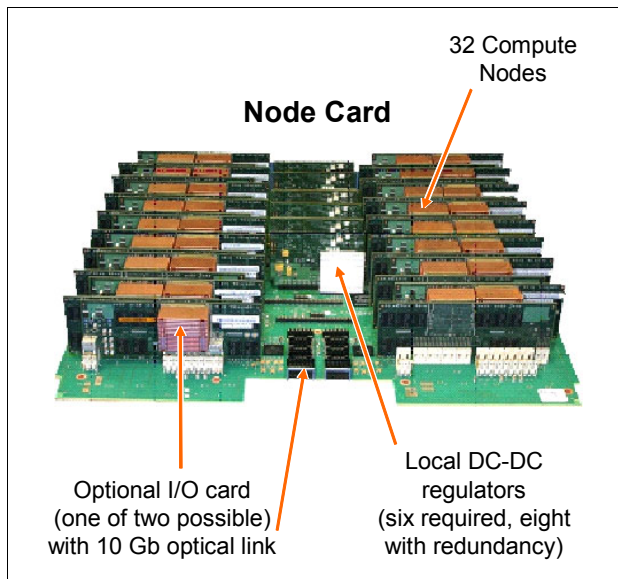 32 Compute
Nodes
Node Card
Optional I/O card
(one of two possible)
with 10 Gb optical link
Local DC-DC
regulators
(six required, eight
with redundancy)